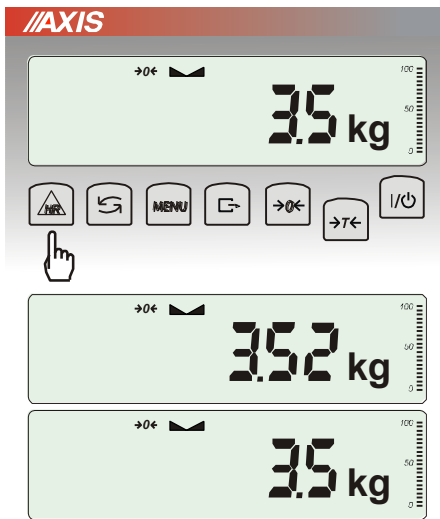 AXIS
→0← 100
3.5 kg 50
0
HR MENU →0← →T← I/⏻
→0← 100
3.52 kg 50
0
→0← 100
3.5 kg 50
0